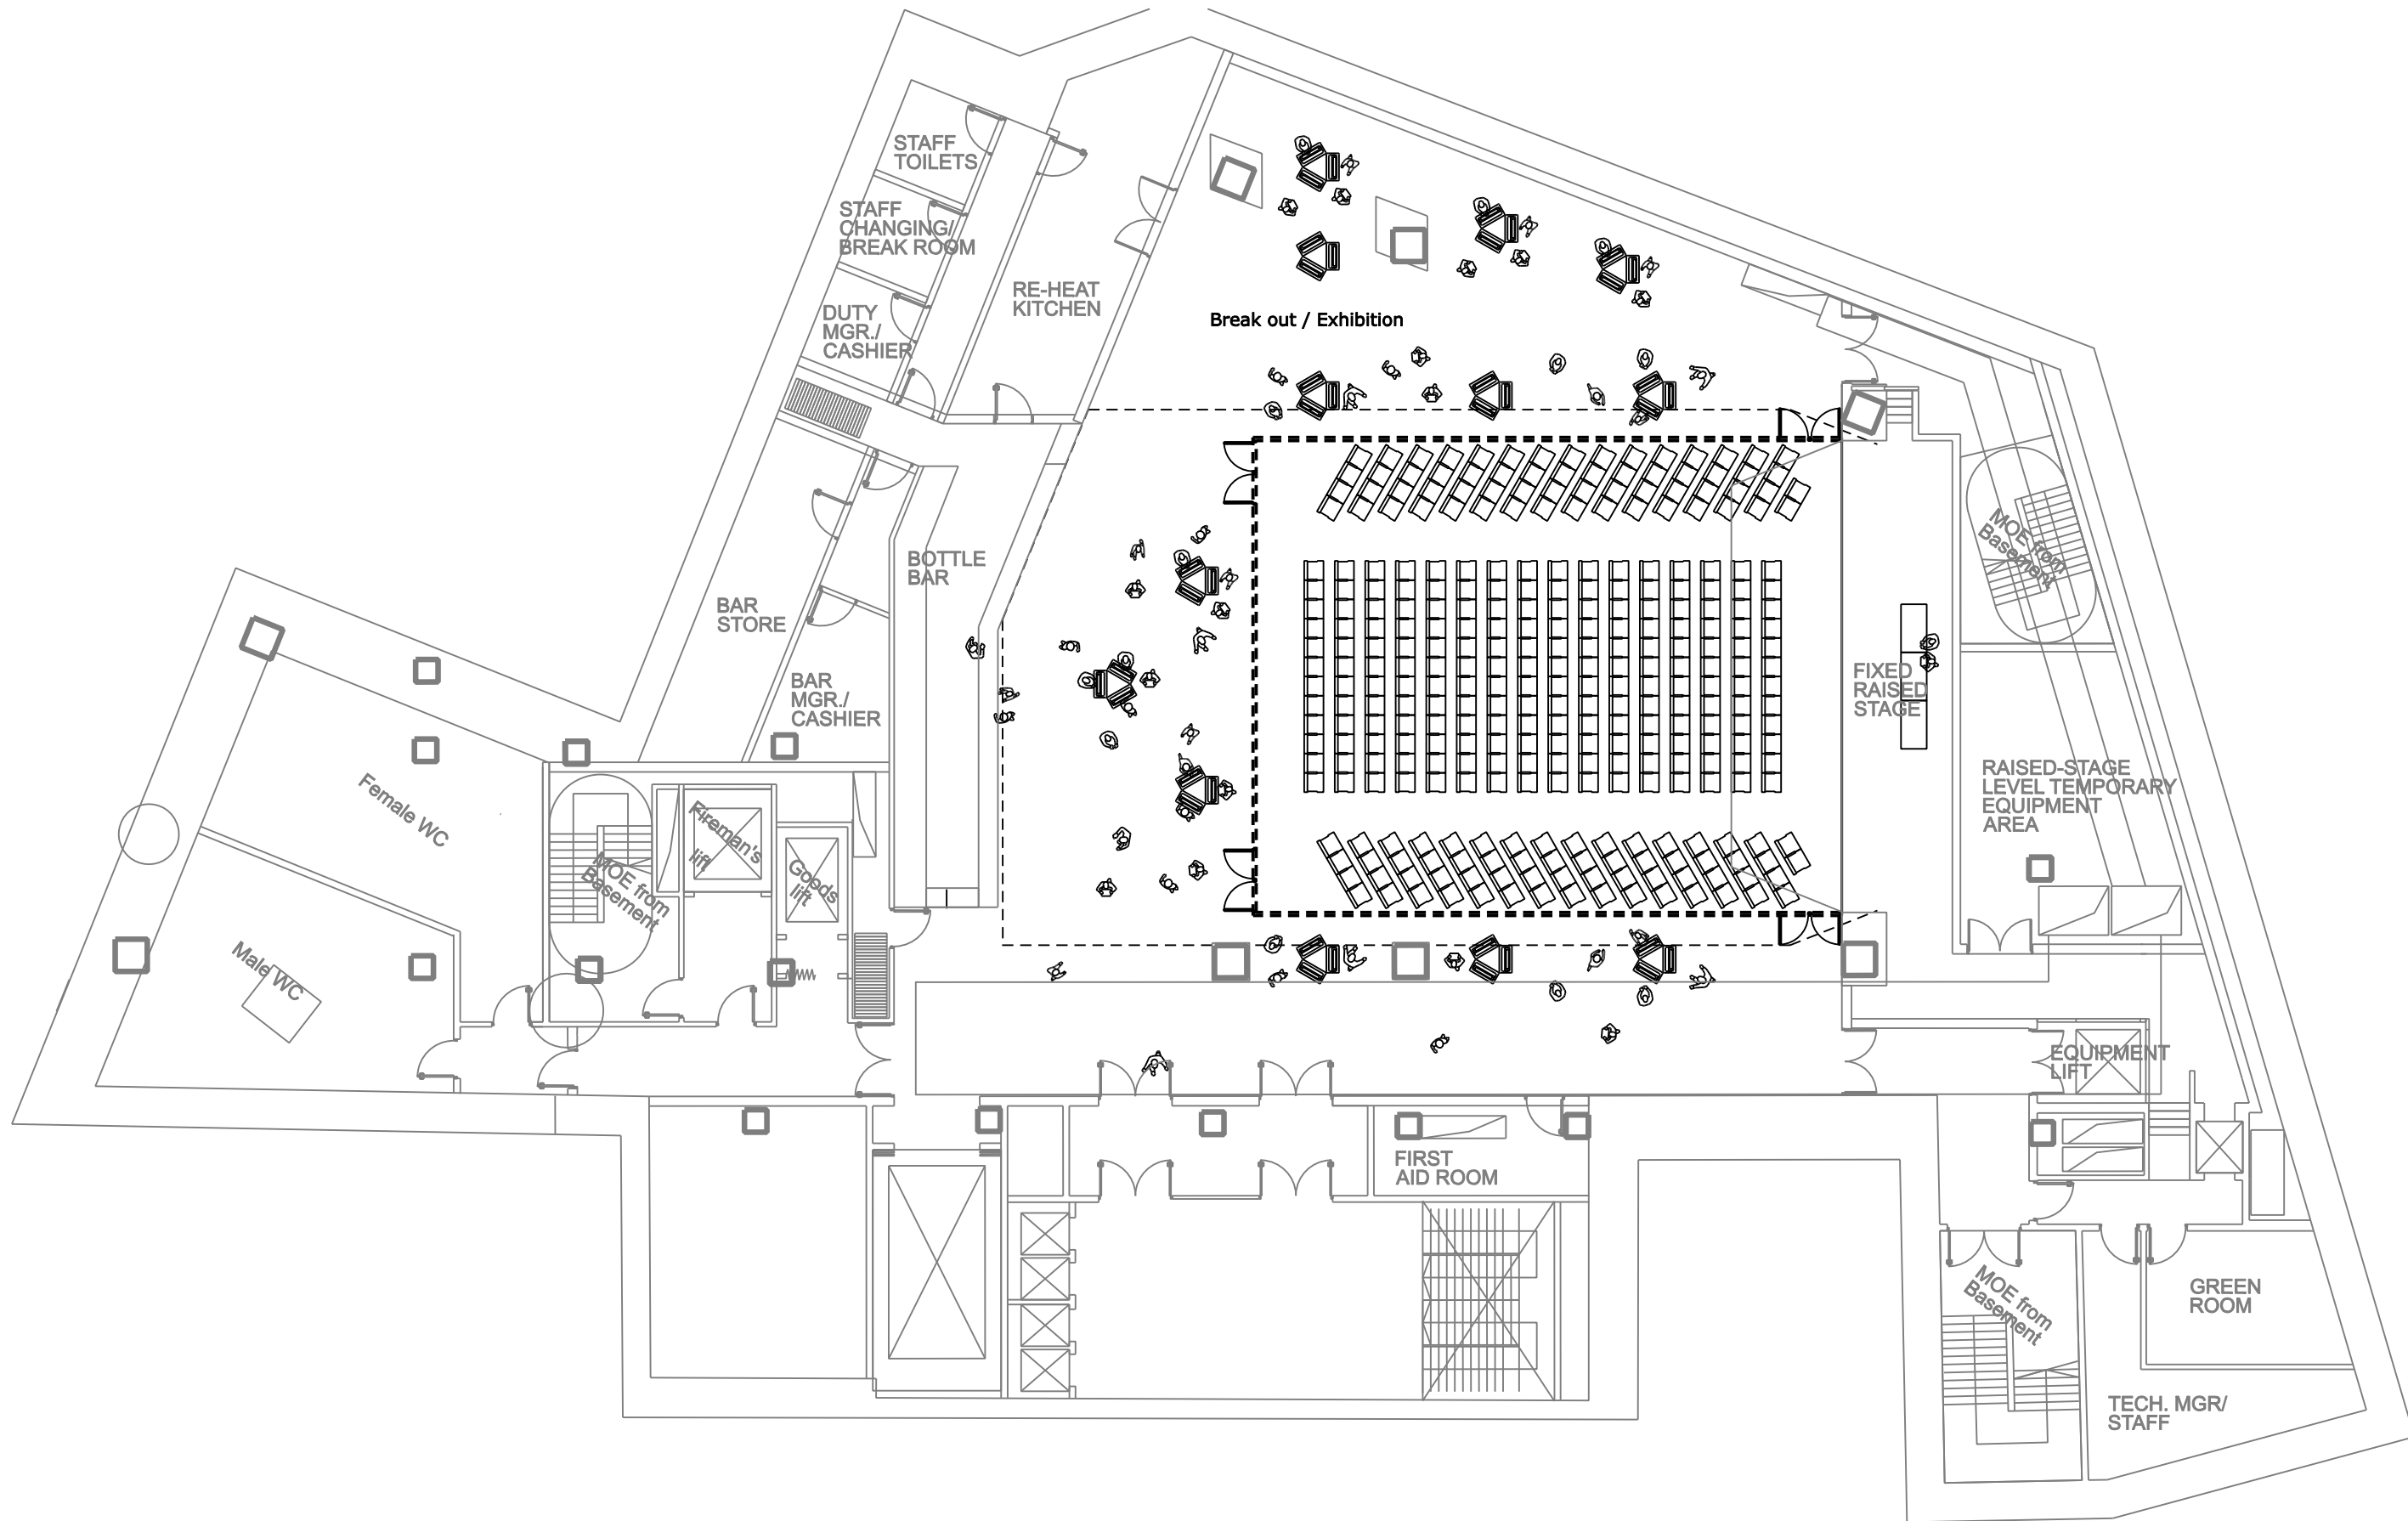 STAFF
TOILETS
STAFF
CHANGING/
BREAK ROOM
DUTY
MGR./
CASHIER
RE-HEAT
KITCHEN
Break out / Exhibition
BOTTLE
BAR
BAR
STORE
BAR
MGR./
CASHIER
Female WC
Male WC
MOE from
Basement
Fireman's
lift
Goods
lift
FIXED
RAISED
STAGE
MOE from
Basement
RAISED-STAGE
LEVEL TEMPORARY
EQUIPMENT
AREA
EQUIPMENT
LIFT
FIRST
AID ROOM
MOE from
Basement
GREEN
ROOM
TECH. MGR/
STAFF